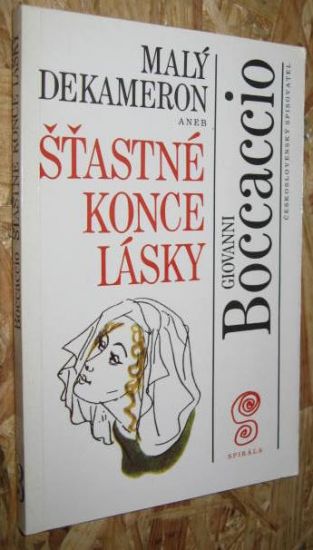 MALÝ
DEKAMERON
ANEB
ŠŤASTNÉ
KONCE
LÁSKY
GIOVANNI
Boccaccio
ČESKOSLOVENSKÝ SPISOVATEL
SPIRÁLA
Boccaccio ŠŤASTNÉ KONCE LÁSKY